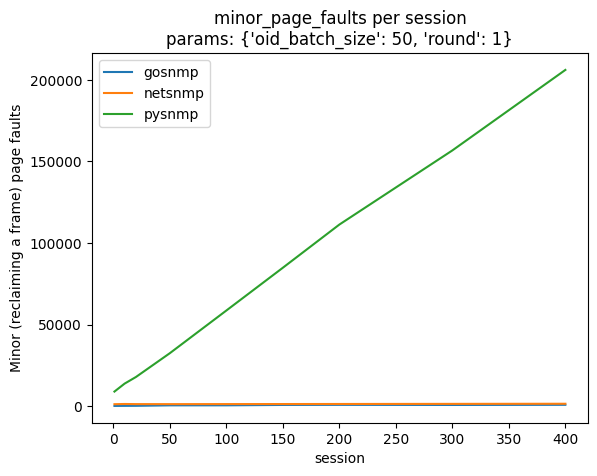 minor_page_faults per session
params: {'oid_batch_size': 50, 'round': 1}
gosnmp
netsnmp
pysnmp
Minor (reclaiming a frame) page faults
200000
150000
100000
50000
0
0 50 100 150 200 250 300 350 400
session